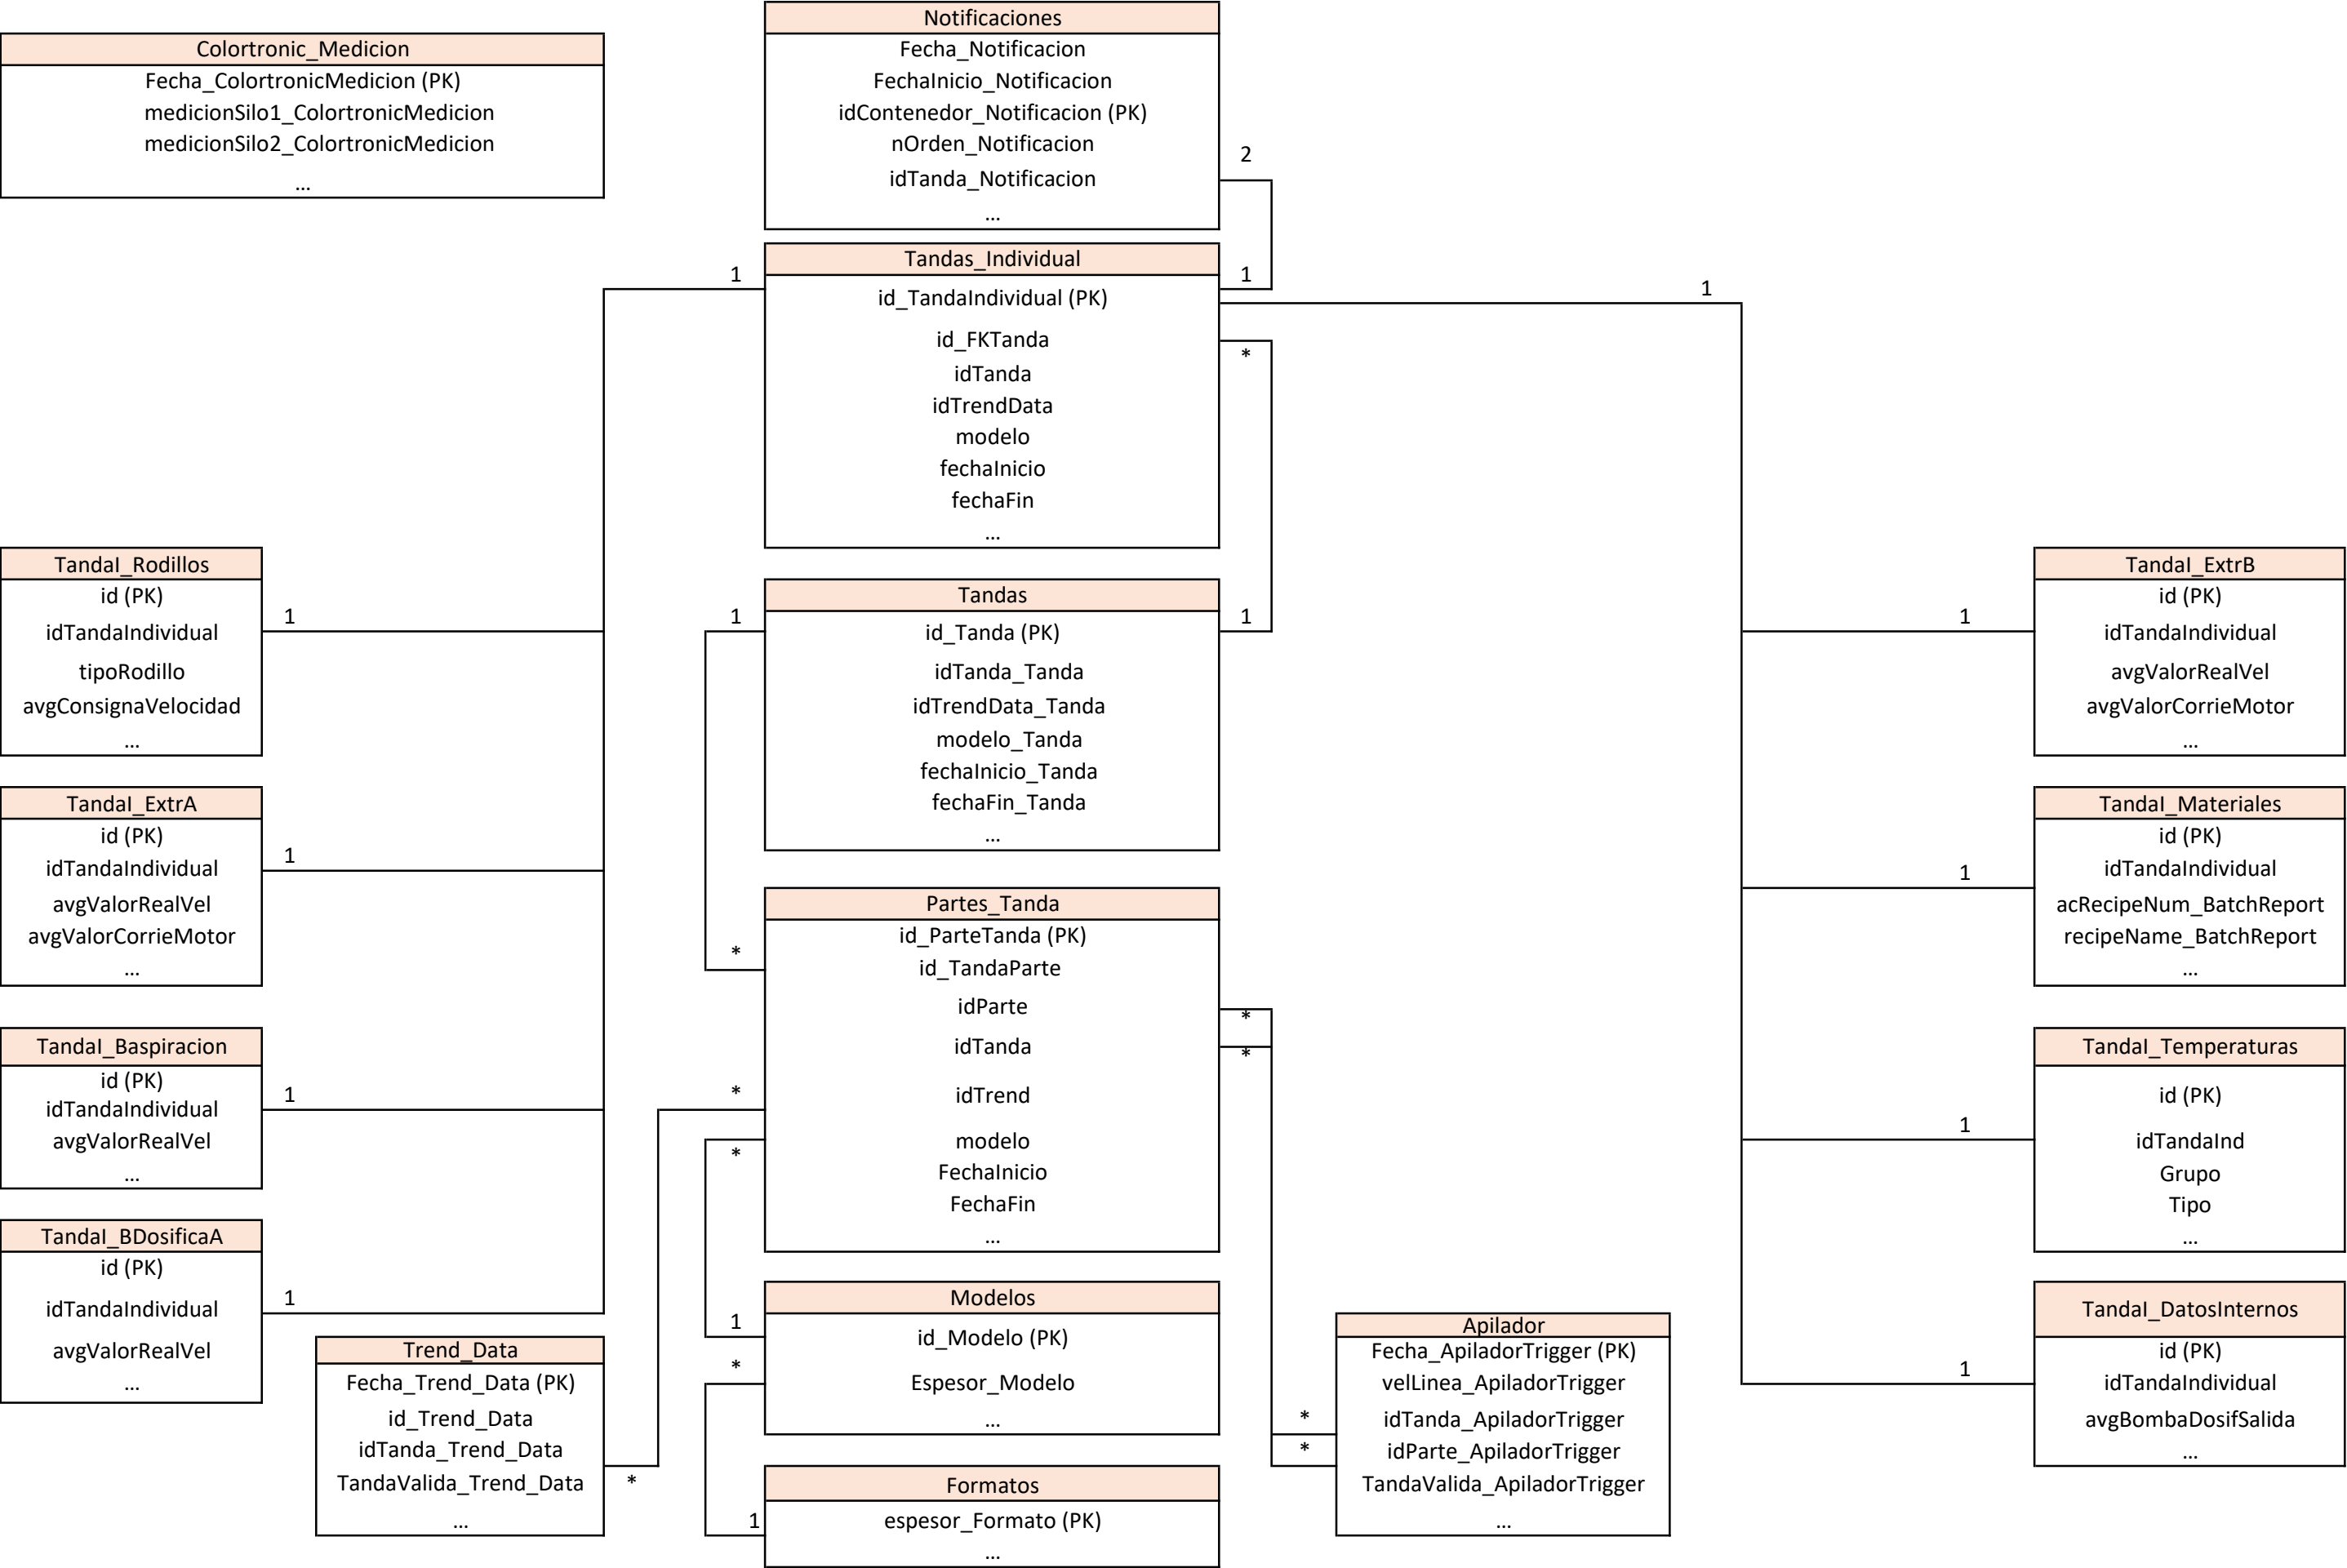 Colortronic_Medicion
Fecha_ColortronicMedicion (PK)
medicionSilo1_ColortronicMedicion
medicionSilo2_ColortronicMedicion
...
Notificaciones
Fecha_Notificacion
FechaInicio_Notificacion
idContenedor_Notificacion (PK)
nOrden_Notificacion
idTanda_Notificacion
...
2
1
1
1
Tandas_Individual
id_TandaIndividual (PK)
id_FKTanda
idTanda
idTrendData
modelo
fechaInicio
fechaFin
...
*
TandaI_Rodillos
id (PK)
idTandaIndividual
tipoRodillo
avgConsignaVelocidad
...
1
Tandas
id_Tanda (PK)
idTanda_Tanda
idTrendData_Tanda
modelo_Tanda
fechaInicio_Tanda
fechaFin_Tanda
...
1
1
TandaI_ExtrB
id (PK)
idTandaIndividual
avgValorRealVel
avgValorCorrieMotor
...
1
TandaI_ExtrA
id (PK)
idTandaIndividual
avgValorRealVel
avgValorCorrieMotor
...
1
TandaI_Materiales
id (PK)
idTandaIndividual
acRecipeNum_BatchReport
recipeName_BatchReport
...
1
Partes_Tanda
id_ParteTanda (PK)
id_TandaParte
idParte
idTanda
idTrend
modelo
FechaInicio
FechaFin
...
*
*
*
*
*
TandaI_Baspiracion
id (PK)
idTandaIndividual
avgValorRealVel
...
1
TandaI_Temperaturas
id (PK)
idTandaInd
Grupo
Tipo
...
1
TandaI_BDosificaA
id (PK)
idTandaIndividual
avgValorRealVel
...
1
Modelos
id_Modelo (PK)
Espesor_Modelo
...
1
*
TandaI_DatosInternos
id (PK)
idTandaIndividual
avgBombaDosifSalida
...
1
Trend_Data
Fecha_Trend_Data (PK)
id_Trend_Data
idTanda_Trend_Data
TandaValida_Trend_Data
...
*
Apilador
Fecha_ApiladorTrigger (PK)
velLinea_ApiladorTrigger
idTanda_ApiladorTrigger
idParte_ApiladorTrigger
TandaValida_ApiladorTrigger
...
*
*
Formatos
espesor_Formato (PK)
...
1